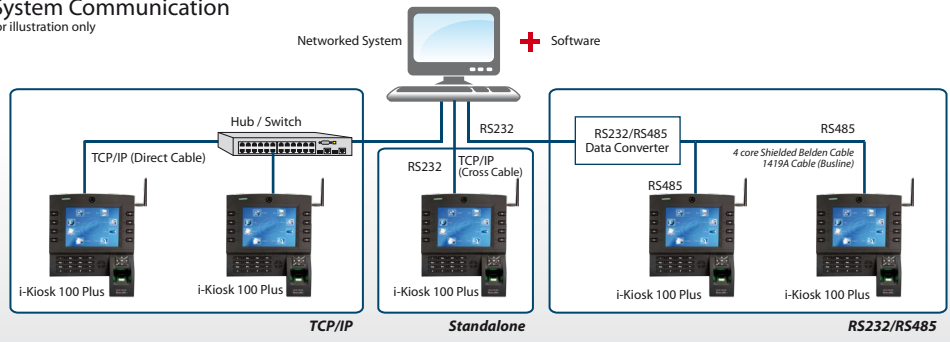 System Communication
or illustration only
Networked System
Software
Hub / Switch
TCP/IP (Direct Cable)
i-Kiosk 100 Plus
i-Kiosk 100 Plus
TCP/IP
RS232
TCP/IP
(Cross Cable)
i-Kiosk 100 Plus
Standalone
RS232
RS232/RS485
Data Converter
RS485
4 core Shielded Belden Cable
1419A Cable (Busline)
RS485
i-Kiosk 100 Plus
i-Kiosk 100 Plus
RS232/RS485